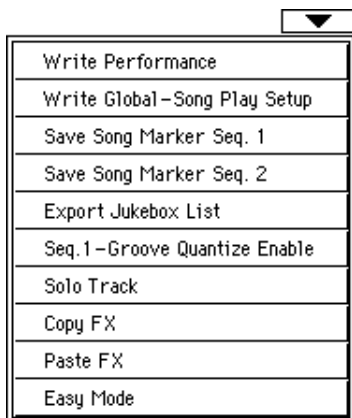 Write Performance
Write Global-Song Play Setup
Save Song Marker Seq. 1
Save Song Marker Seq. 2
Export Jukebox List
Seq.1-Groove Quantize Enable
Solo Track
Copy FX
Paste FX
Easy Mode